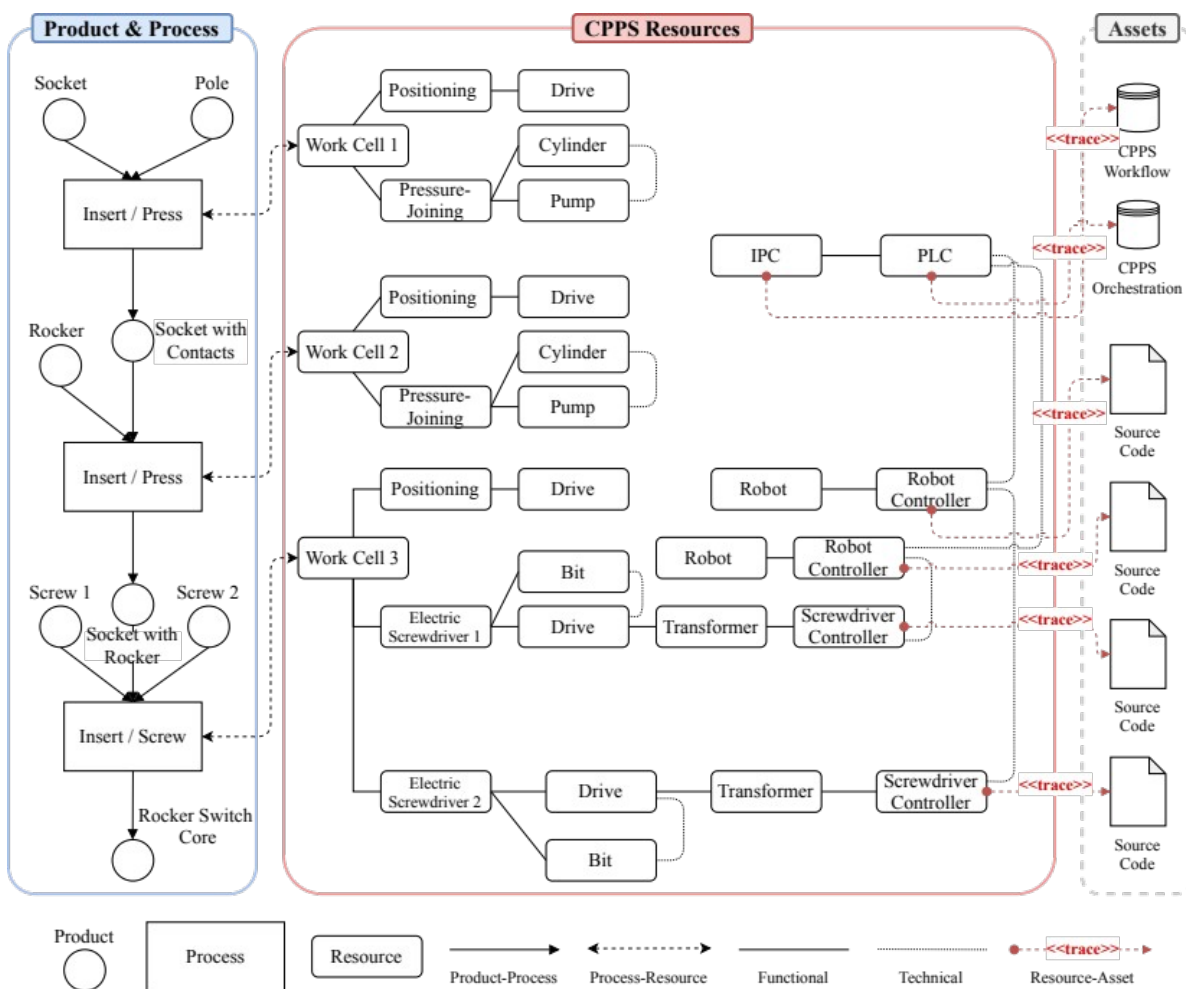 Product & Process
CPPS Resources
Assets
Socket
Pole
Insert / Press
Rocker
Socket with
Contacts
Insert / Press
Screw 1
Screw 2
Socket with
Rocker
Insert / Screw
Rocker Switch
Core
Work Cell 1
Positioning
Drive
Pressure-
Joining
Cylinder
Pump
Work Cell 2
Positioning
Drive
Pressure-
Joining
Cylinder
Pump
IPC
PLC
Work Cell 3
Positioning
Drive
Robot
Robot
Controller
Robot
Robot
Controller
Bit
Electric
Screwdriver 1
Drive
Transformer
Screwdriver
Controller
Electric
Screwdriver 2
Drive
Transformer
Screwdriver
Controller
Bit
<<trace>>
CPPS
Workflow
<<trace>>
CPPS
Orchestration
<<trace>>
Source
Code
<<trace>>
Source
Code
<<trace>>
Source
Code
<<trace>>
Source
Code
Product
Process
Resource
Product-Process
Process-Resource
Functional
Technical
<<trace>>
Resource-Asset